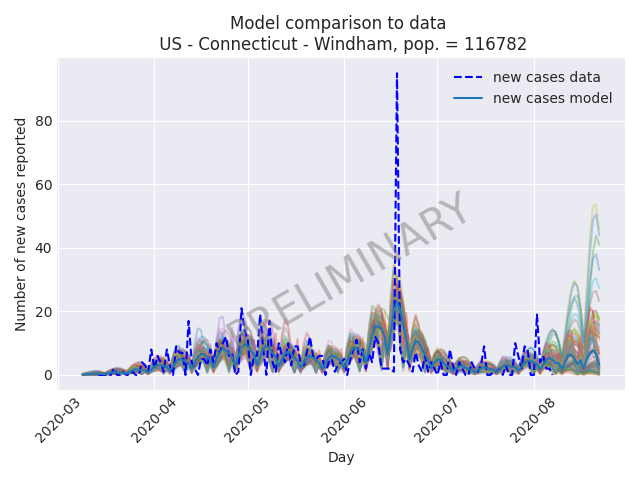 Model comparison to data
US - Connecticut - Windham, pop. = 116782
new cases data
new cases model
PRELIMINARY
Number of new cases reported
80
60
40
20
0
2020-03
2020-04
2020-05
2020-06
2020-07
2020-08
Day